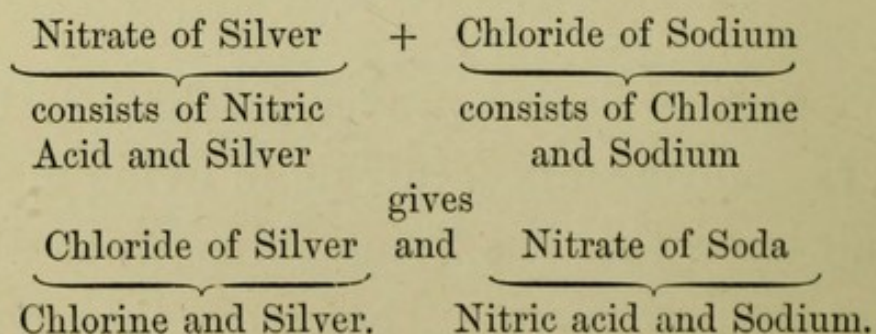 Nitrate of Silver + Chloride of Sodium
consists of Nitric consists of Chlorine
Acid and Silver and Sodium
gives
Chloride of Silver and Nitrate of Soda
Chlorine and Silver. Nitric acid and Sodium.